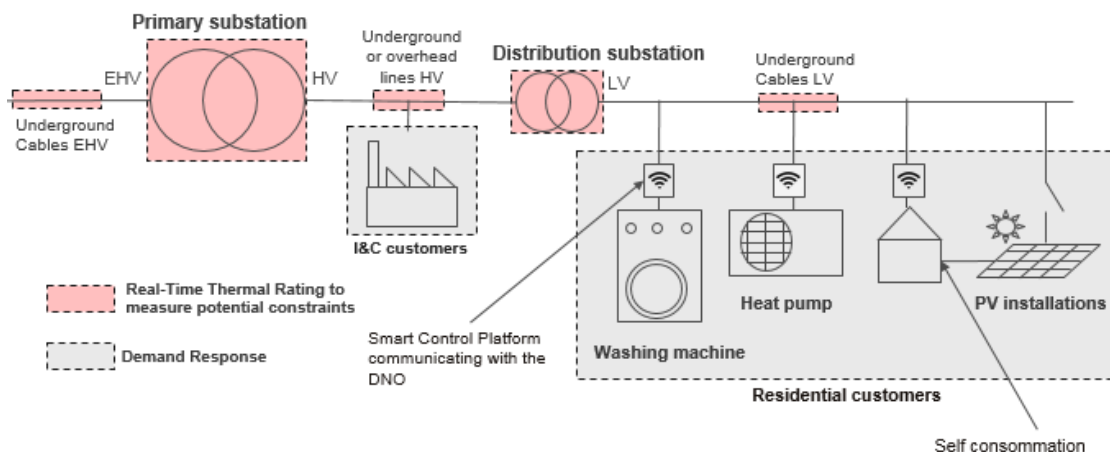 Primary substation
EHV
HV
Underground
Cables EHV
Underground
or overhead
lines HV
I&C customers
Distribution substation
LV
Underground
Cables LV
Real-Time Thermal Rating to
measure potential constraints
Demand Response
Smart Control Platform
communicating with the
DNO
Washing machine
Heat pump
PV installations
Residential customers
Self consommation